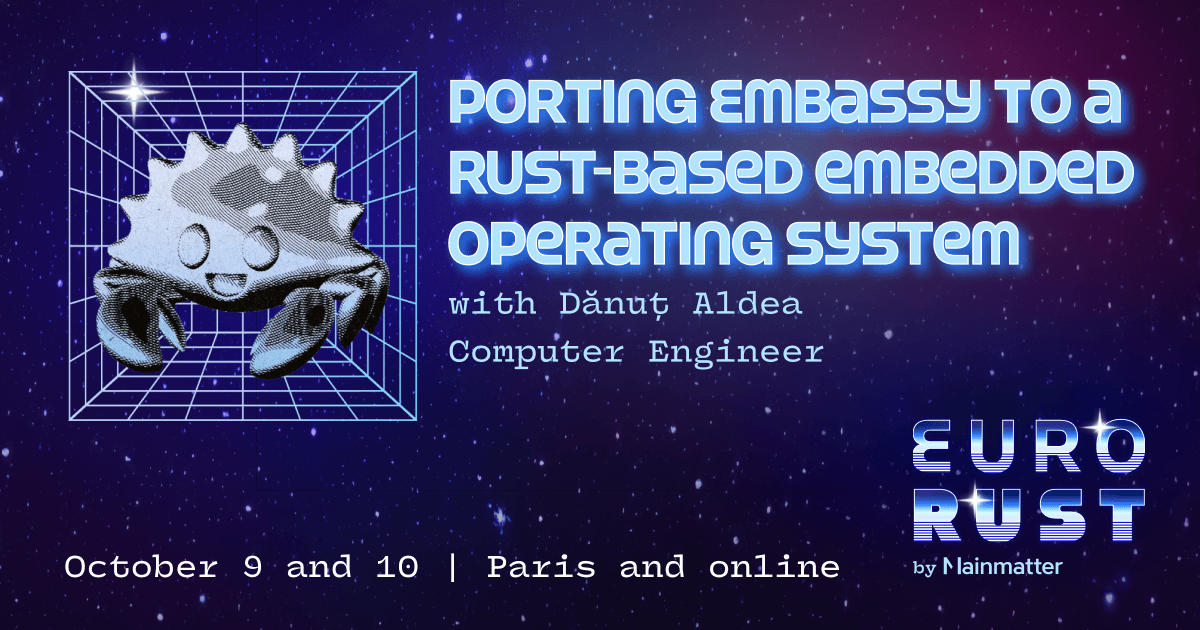 PORTING EMBASSY TO A
RUST-BASED EMBEDDED
OPERATING SYSTEM
with Dănuț Aldea
Computer Engineer
EURO
RUST
by Mainmatter
October 9 and 10 | Paris and online